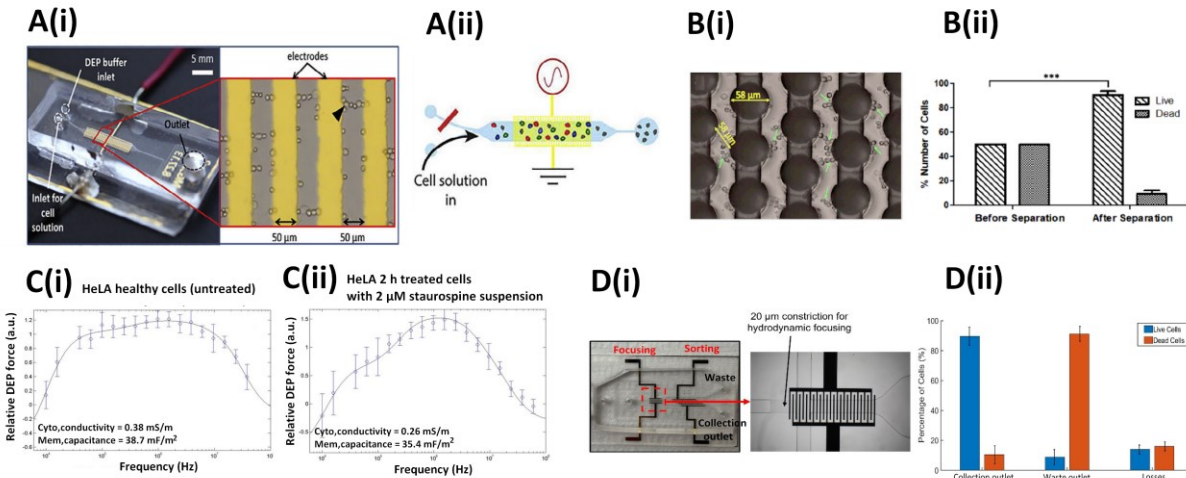 A(i)
DEP buffer
inlet
5 mm
Outlet
Inlet for
cell
solution
electrodes
50 µm
50 µm
A(ii)
Cell solution
in
B(i)
58 µm
58 µm
B(ii)
***
Live
Dead
% Number of Cells
100
80
60
40
20
0
Before Separation
After Separation
C(i)
HeLA healthy cells (untreated)
Relative DEP force (a.u.)
Cyto,conductivity = 0.38 mS/m
Mem,capacitance = 38.7 mF/m²
Frequency (Hz)
C(ii)
HeLA 2 h treated cells
with 2 µM staurospine suspension
Relative DEP force (a.u.)
Cyto,conductivity = 0.26 mS/m
Mem,capacitance = 35.4 mF/m²
Frequency (Hz)
D(i)
20 µm constriction for
hydrodynamic focusing
Focusing
Sorting
Waste
Collection
outlet
D(ii)
Live Cells
Dead Cells
Percentage of Cells (%)
100
80
60
40
20
0
Collection outlet
Waste outlet
Losses